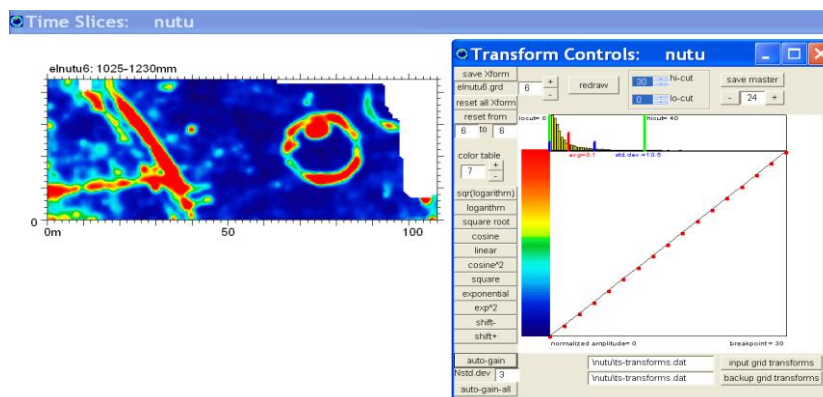 Time Slices: nutu
elnutu6: 1025-1230mm
0
0m 50 100
Transform Controls: nutu
save Xform
elnutu6.grd 6 + -
redraw
30 hi-cut
0 lo-cut
save master
- 24 +
reset all Xform
reset from
6 to 6
color table
7 + -
sqr(logarithm)
logarithm
square root
cosine
linear
cosine^2
square
exponential
exp^2
shift-
shift+
auto-gain
Nstd.dev 3
auto-gain-all
locut= 0 hicut= 40
avg=8.1 std.dev.=10.5
normalized amplitude= 0 breakpoint= 30
\nutu\ts-transforms.dat input grid transforms
\nutu\ts-transforms.dat backup grid transforms